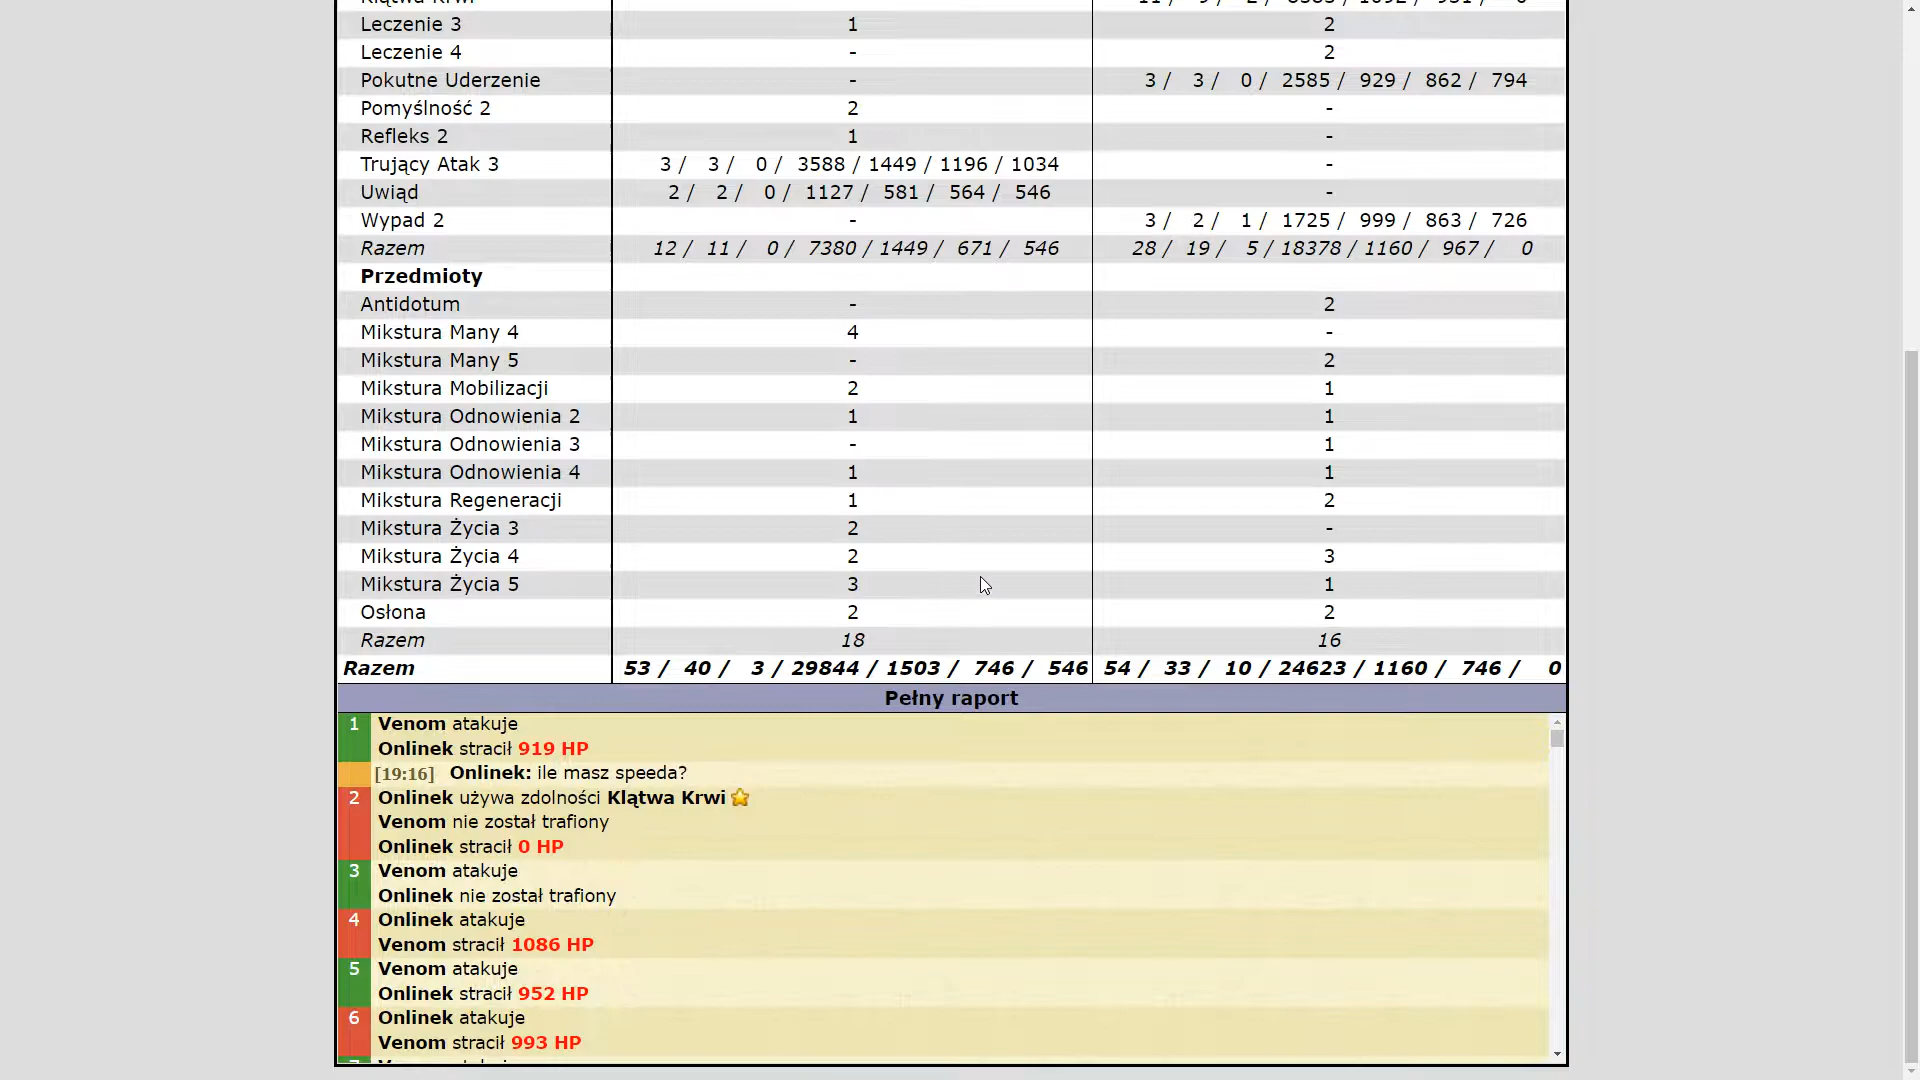 Leczenie 3 1 2
Leczenie 4 - 2
Pokutne Uderzenie - 3 / 3 / 0 / 2585 / 929 / 862 / 794
Pomyślność 2 2 -
Refleks 2 1 -
Trujący Atak 3 3 / 3 / 0 / 3588 / 1449 / 1196 / 1034 -
Uwiąd 2 / 2 / 0 / 1127 / 581 / 564 / 546 -
Wypad 2 - 3 / 2 / 1 / 1725 / 999 / 863 / 726
Razem 12 / 11 / 0 / 7380 / 1449 / 671 / 546 28 / 19 / 5 / 18378 / 1160 / 967 / 0
Przedmioty
Antidotum - 2
Mikstura Many 4 4 -
Mikstura Many 5 - 2
Mikstura Mobilizacji 2 1
Mikstura Odnowienia 2 1 1
Mikstura Odnowienia 3 - 1
Mikstura Odnowienia 4 1 1
Mikstura Regeneracji 1 2
Mikstura Życia 3 2 -
Mikstura Życia 4 2 3
Mikstura Życia 5 3 1
Osłona 2 2
Razem 18 16
Razem 53 / 40 / 3 / 29844 / 1503 / 746 / 546 54 / 33 / 10 / 24623 / 1160 / 746 / 0
Pełny raport
1 Venom atakuje
Onlinek stracił 919 HP
[19:16] Onlinek: ile masz speeda?
2 Onlinek używa zdolności Klątwa Krwi
Venom nie został trafiony
Onlinek stracił 0 HP
3 Venom atakuje
Onlinek nie został trafiony
4 Onlinek atakuje
Venom stracił 1086 HP
5 Venom atakuje
Onlinek stracił 952 HP
6 Onlinek atakuje
Venom stracił 993 HP